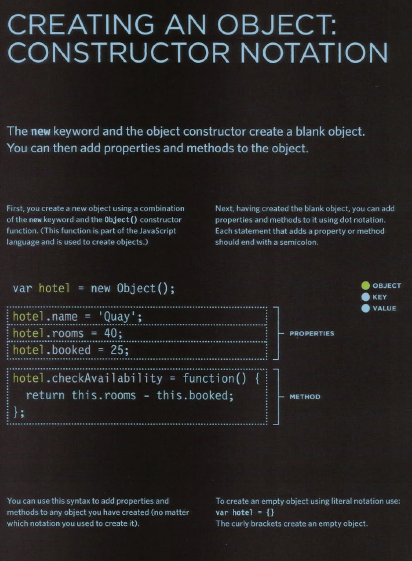 CREATING AN OBJECT:
CONSTRUCTOR NOTATION
The new keyword and the object constructor create a blank object.
You can then add properties and methods to the object.
First, you create a new object using a combination
of the new keyword and the Object() constructor
function. (This function is part of the JavaScript
language and is used to create objects.)
Next, having created the blank object, you can add
properties and methods to it using dot notation.
Each statement that adds a property or method
should end with a semicolon.
var hotel = new Object();
hotel.name = 'Quay';
hotel.rooms = 40;
hotel.booked = 25;
hotel.checkAvailability = function() {
return this.rooms - this.booked;
};
PROPERTIES
METHOD
OBJECT
KEY
VALUE
You can use this syntax to add properties and
methods to any object you have created (no matter
which notation you used to create it).
To create an empty object using literal notation use:
var hotel = {}
The curly brackets create an empty object.